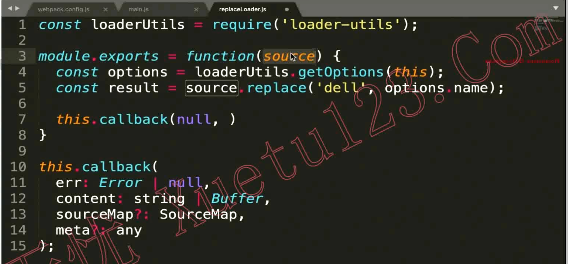 webpack.config.js main.js replaceLoader.js
1 const loaderUtils = require('loader-utils');
2
3 module.exports = function(source) {
4 const options = loaderUtils.getOptions(this);
5 const result = source.replace('dell', options.name);
6
7 this.callback(null, )
8 }
9
10 this.callback(
11 err: Error | null,
12 content: string | Buffer,
13 sourceMap?: SourceMap,
14 meta?: any
15 );
Xuetu123.Com